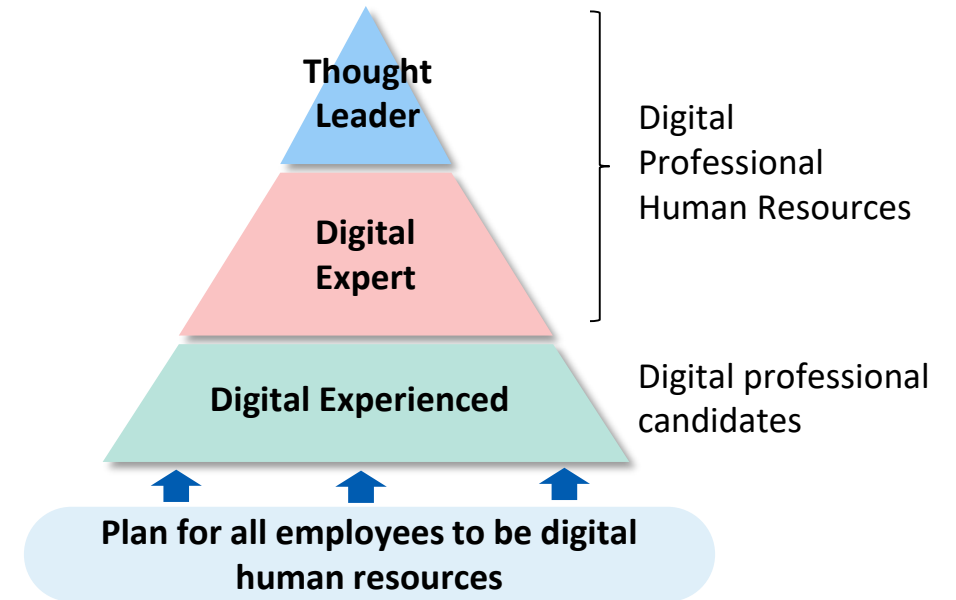 Thought
Leader
Digital
Professional
Human Resources
Digital
Expert
Digital Experienced
Digital professional
candidates
Plan for all employees to be digital
human resources